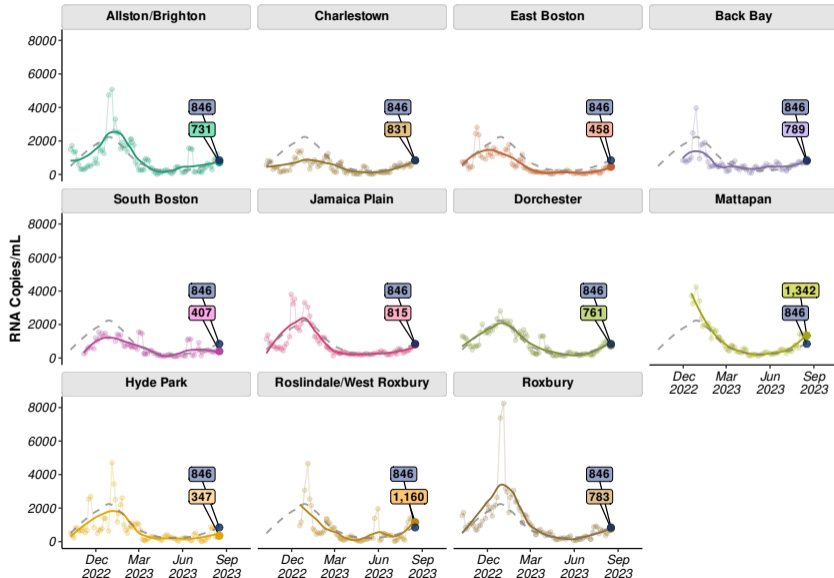 Allston/Brighton
Charlestown
East Boston
Back Bay
8000
6000
4000
2000
0
846
731
846
831
846
458
846
789
South Boston
Jamaica Plain
Dorchester
Mattapan
RNA Copies/mL
8000
6000
4000
2000
0
846
407
846
815
846
761
1,342
846
Dec
2022
Mar
2023
Jun
2023
Sep
2023
Hyde Park
Roslindale/West Roxbury
Roxbury
8000
6000
4000
2000
0
846
347
846
1,160
846
783
Dec
2022
Mar
2023
Jun
2023
Sep
2023
Dec
2022
Mar
2023
Jun
2023
Sep
2023
Dec
2022
Mar
2023
Jun
2023
Sep
2023